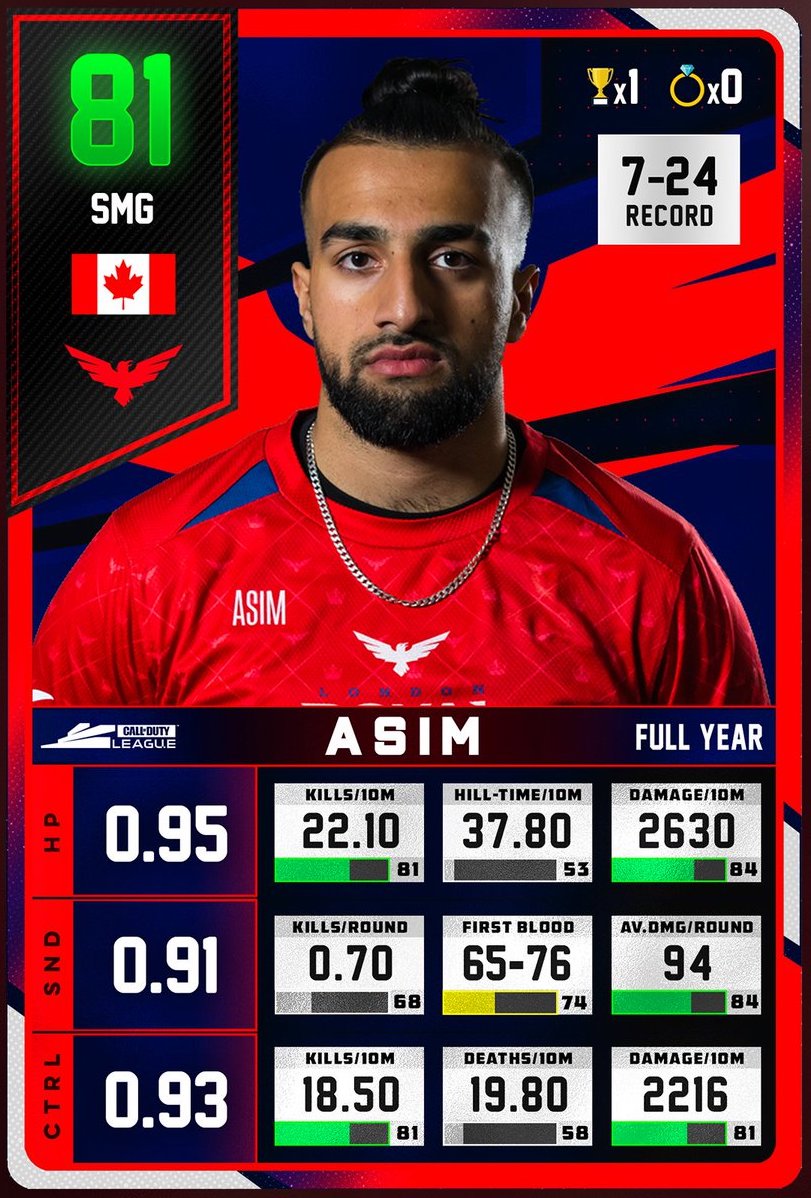 81
SMG
x1 x0
7-24
RECORD
ASIM
LONDON
CALL OF DUTY
LEAGUE
ASIM
FULL YEAR
HP
0.95
KILLS/10M
22.10
81
HILL-TIME/10M
37.80
53
DAMAGE/10M
2630
84
SND
0.91
KILLS/ROUND
0.70
68
FIRST BLOOD
65-76
74
AV.DMG/ROUND
94
84
CTRL
0.93
KILLS/10M
18.50
81
DEATHS/10M
19.80
58
DAMAGE/10M
2216
81